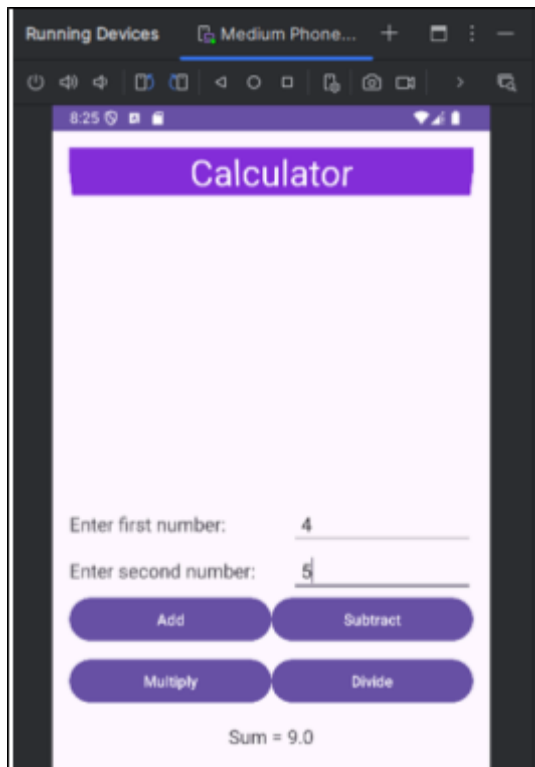 Running Devices Medium Phone...
8:25
Calculator
Enter first number: 4
Enter second number: 5
Add Subtract
Multiply Divide
Sum = 9.0